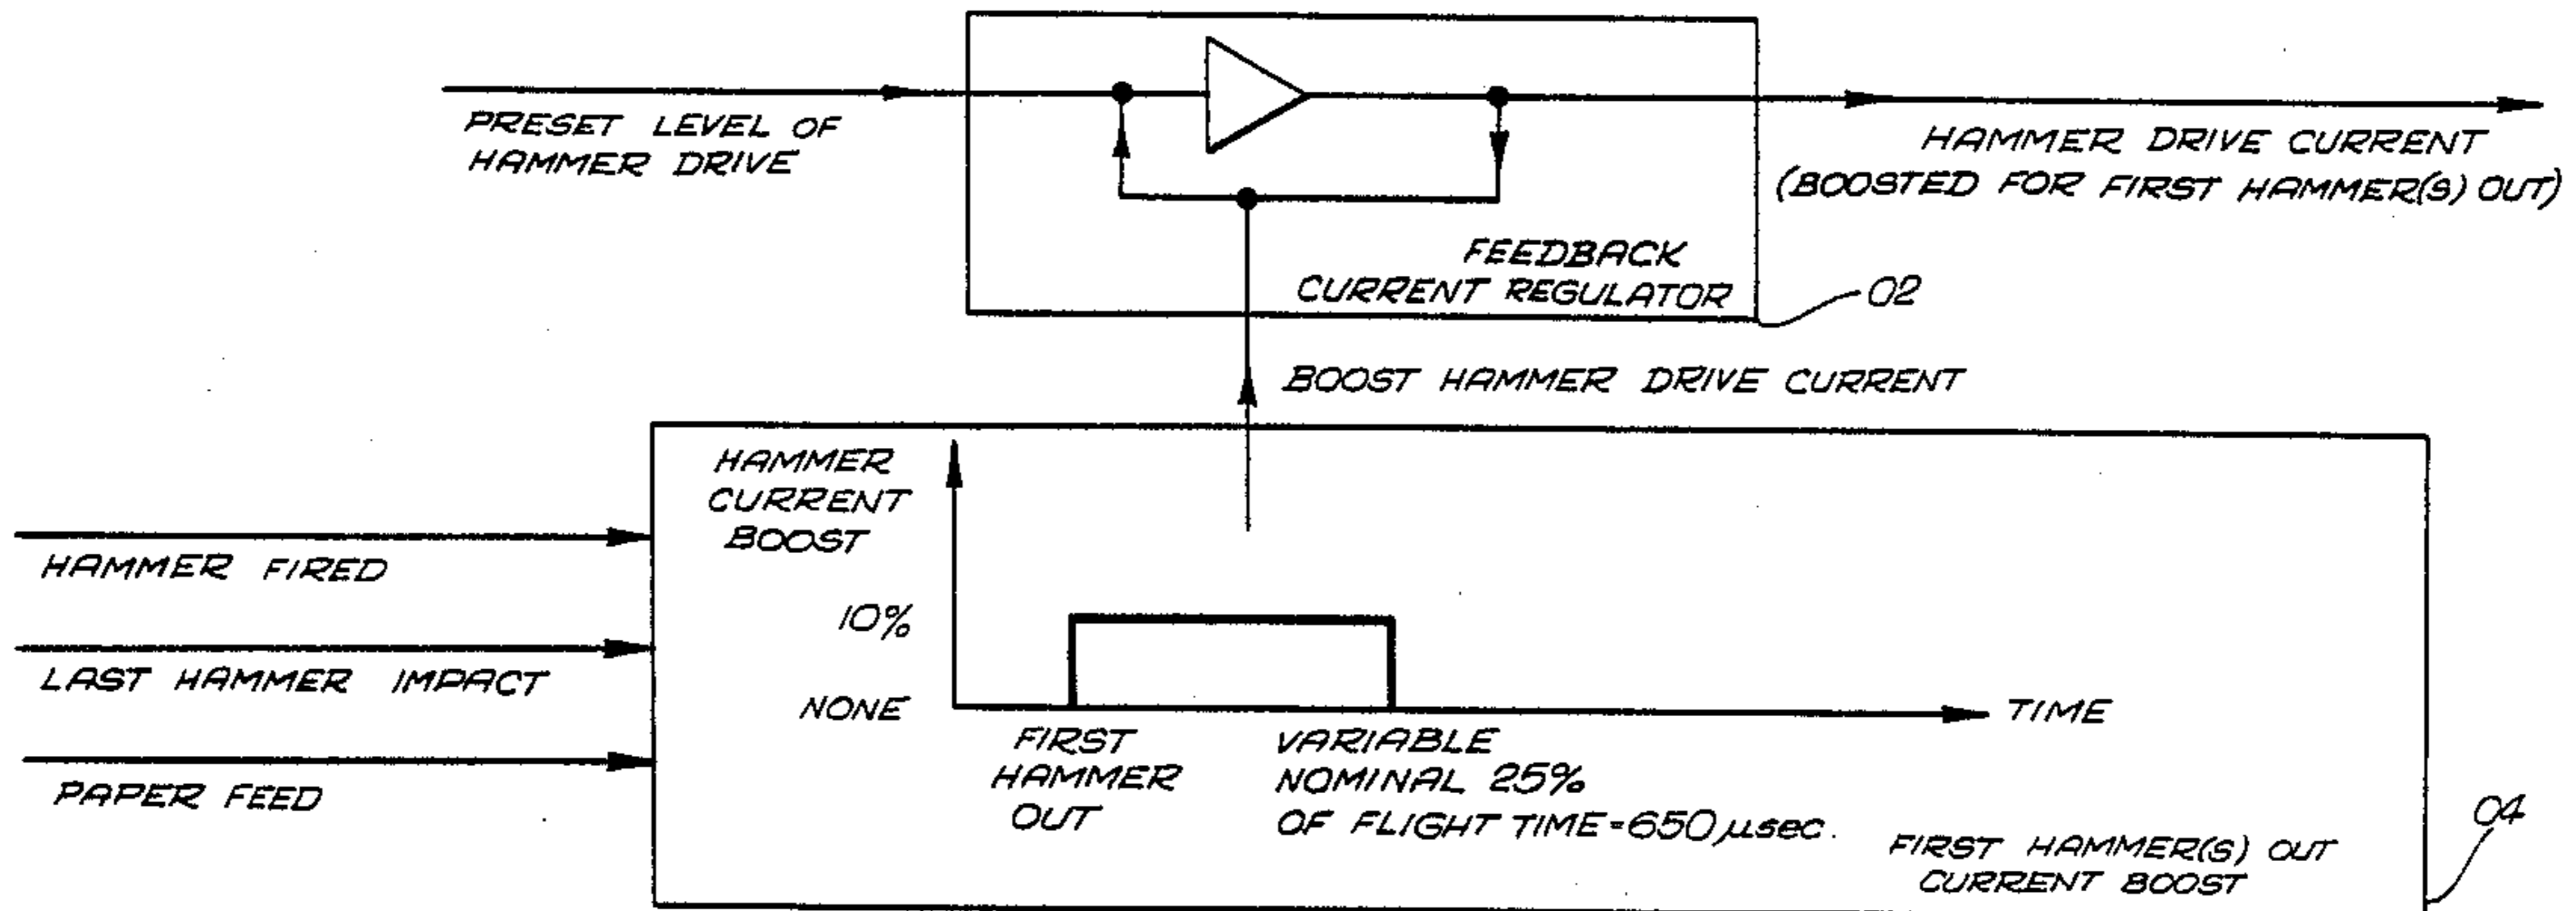 PRESET LEVEL OF
HAMMER DRIVE
HAMMER DRIVE CURRENT
(BOOSTED FOR FIRST HAMMER(S) OUT)
FEEDBACK
CURRENT REGULATOR
02
BOOST HAMMER DRIVE CURRENT
HAMMER
CURRENT
BOOST
HAMMER FIRED
10%
LAST HAMMER IMPACT
NONE
TIME
PAPER FEED
FIRST
HAMMER
OUT
VARIABLE
NOMINAL 25%
OF FLIGHT TIME=650 μsec.
FIRST HAMMER(S) OUT
CURRENT BOOST
04